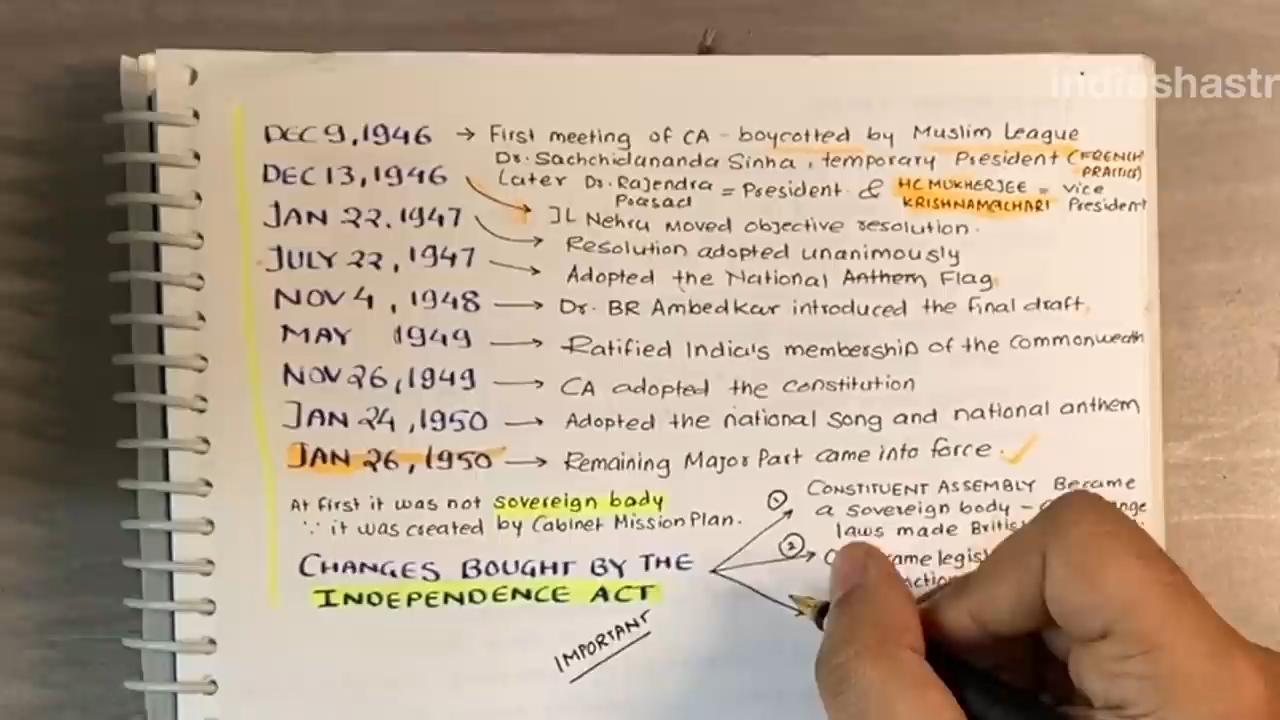 indiashastr
DEC 9, 1946 → First meeting of CA - boycotted by Muslim League
Dr. Sachchidananda Sinha, temporary President (FRENCH PRACTICE)
DEC 13, 1946
Later Dr. Rajendra Prasad = President & HC MUKHERJEE = Vice
KRISHNAMACHARI President
JL Nehru moved objective resolution.
JAN 22, 1947
Resolution adopted unanimously
JULY 22, 1947 → Adopted the National Anthem Flag
NOV 4, 1948 → Dr. BR Ambedkar introduced the final draft,
MAY 1949 → Ratified India's membership of the commonwealth
NOV 26, 1949 → CA adopted the constitution
JAN 24, 1950 → Adopted the national song and national anthem
JAN 26, 1950 → Remaining Major Part came into force. ✓
At first it was not sovereign body
∵ it was created by Cabinet Mission Plan.
CHANGES BOUGHT BY THE
INDEPENDENCE ACT
IMPORTANT
① CONSTITUENT ASSEMBLY Became
a sovereign body -
laws made
②